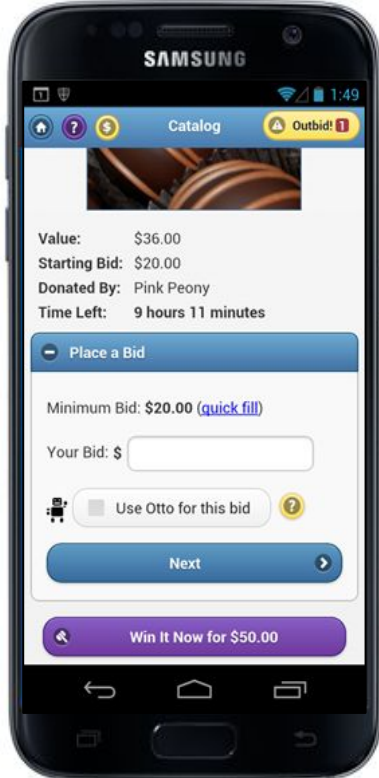 SAMSUNG
1:49
? $ Catalog Outbid! 1
Value: $36.00
Starting Bid: $20.00
Donated By: Pink Peony
Time Left: 9 hours 11 minutes
Place a Bid
Minimum Bid: $20.00 (quick fill)
Your Bid: $
Use Otto for this bid ?
Next
Win It Now for $50.00